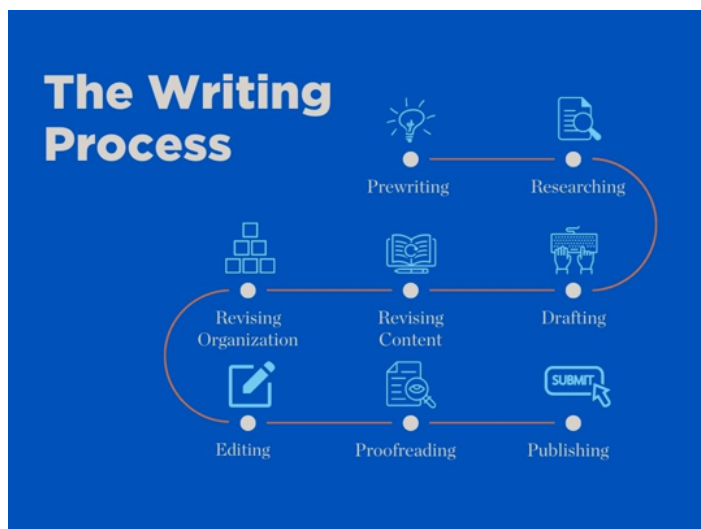 The Writing
Process
Prewriting
Researching
Revising
Organization
Revising
Content
Drafting
SUBMIT
Editing
Proofreading
Publishing